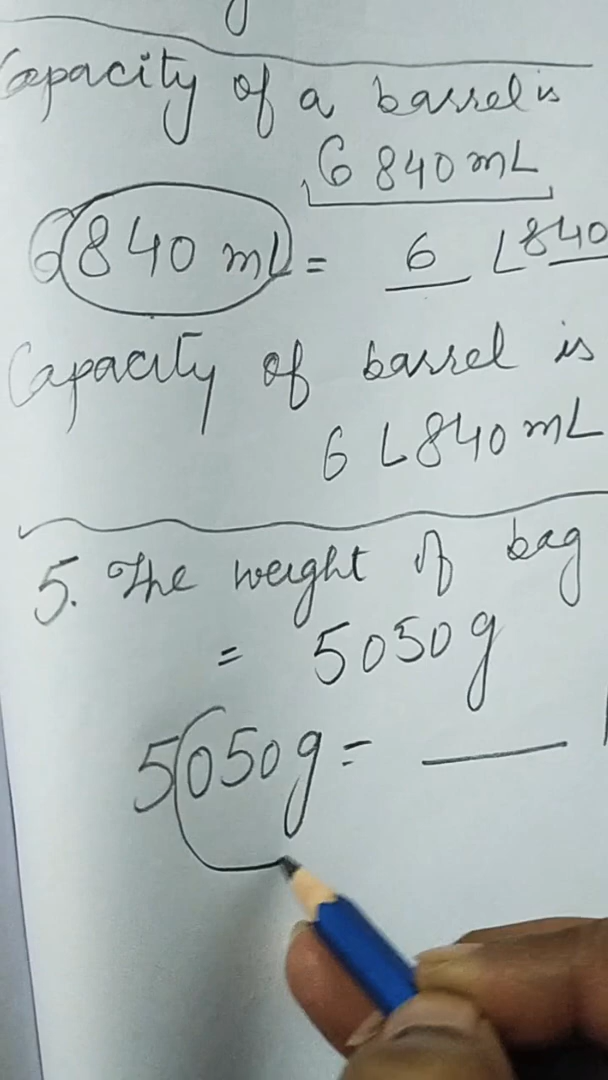 Capacity of a barrel is
6 840 mL
6 840 mL = 6 L 840
Capacity of barrel is
6 L 840 mL
5. The weight of bag
= 5050 g
5050 g = ___